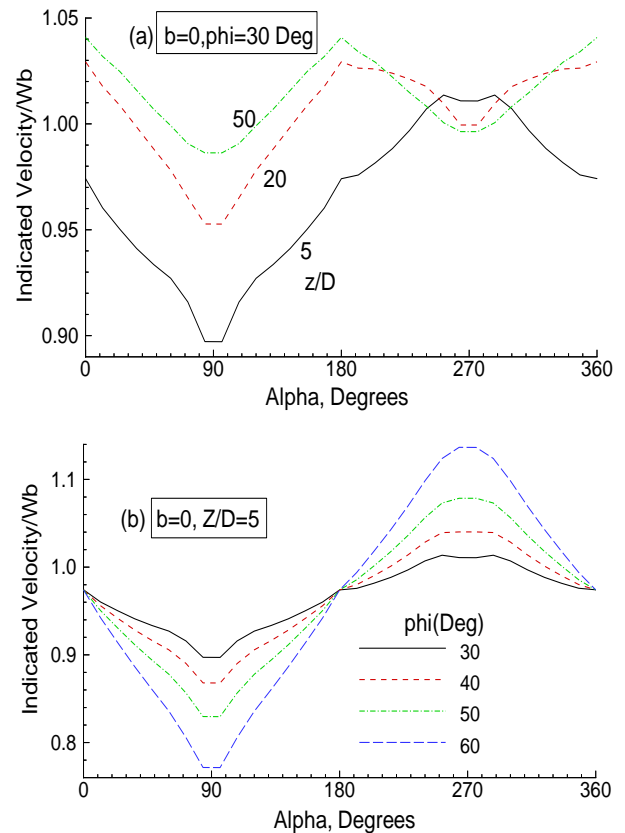 1.05
(a) b=0,phi=30 Deg
50
1.00
20
0.95
5
z/D
0.90
0 90 180 270 360
Indicated Velocity/Wb
Alpha, Degrees
1.1
(b) b=0, Z/D=5
1.0
phi(Deg)
0.9
30
40
50
0.8
60
0 90 180 270 360
Indicated Velocity/Wb
Alpha, Degrees